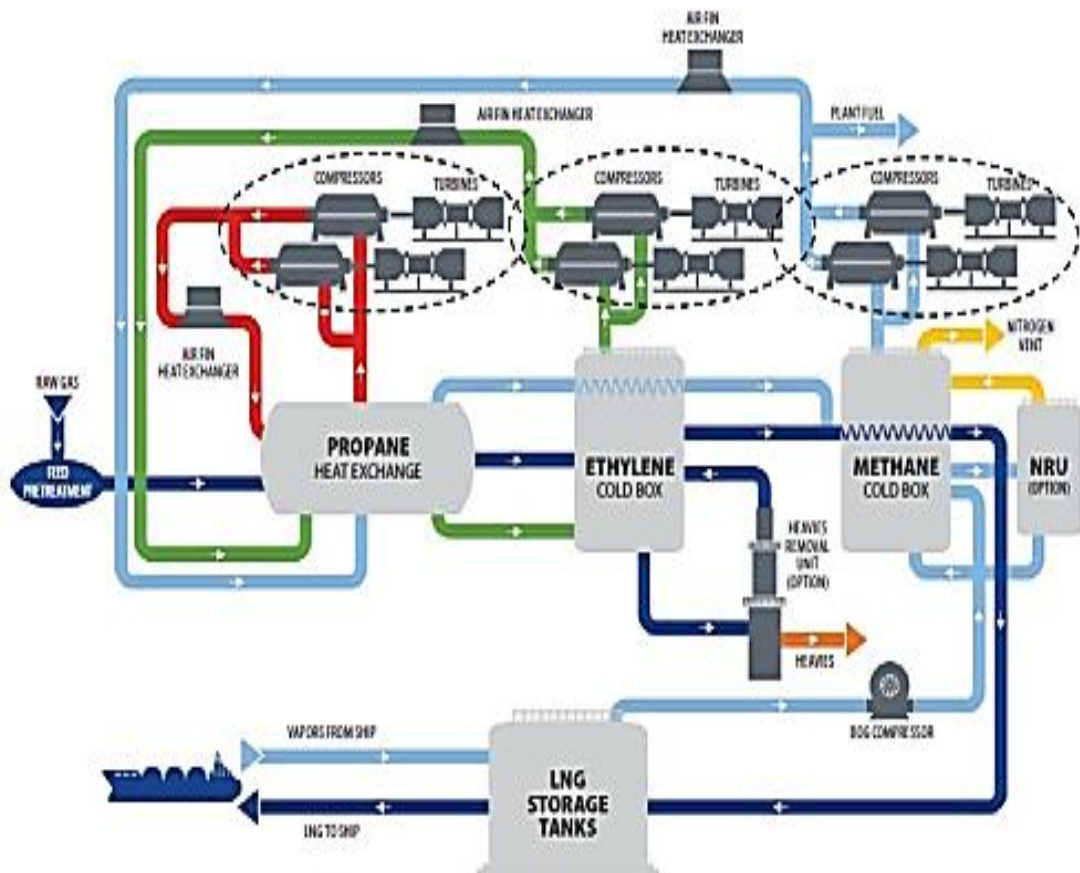 AIR FIN
HEAT EXCHANGER
AIR FIN HEAT EXCHANGER
PLANT FUEL
COMPRESSORS
TURBINES
COMPRESSORS
TURBINES
COMPRESSORS
TURBINES
NITROGEN
VENT
AIR FIN
HEAT EXCHANGER
RAW GAS
FEED
PRETREATMENT
PROPANE
HEAT EXCHANGE
ETHYLENE
COLD BOX
METHANE
COLD BOX
NRU
(OPTION)
HEAVIES
REMOVAL
UNIT
(OPTION)
HEAVIES
BOG COMPRESSOR
VAPORS FROM SHIP
LNG
STORAGE
TANKS
LNG TO SHIP